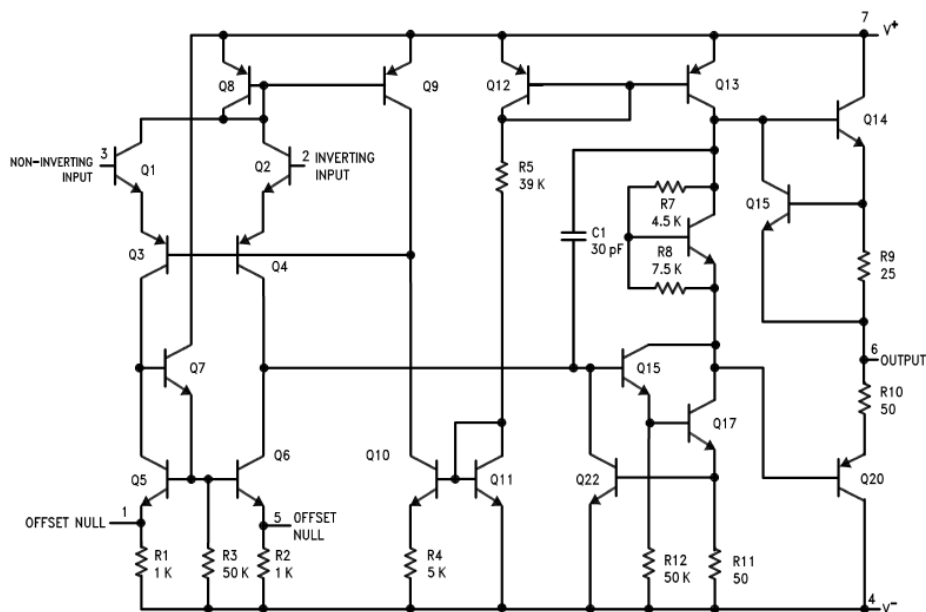 7
V+
Q8
Q9
Q12
Q13
Q14
3
NON-INVERTING
INPUT
Q1
Q2
2 INVERTING
INPUT
R5
39 K
R7
4.5 K
Q15
C1
30 pF
R8
7.5 K
R9
25
Q3
Q4
Q7
Q15
6
OUTPUT
R10
50
Q5
Q6
Q10
Q11
Q22
Q17
Q20
1
OFFSET NULL
5
OFFSET
NULL
R1
1 K
R3
50 K
R2
1 K
R4
5 K
R12
50 K
R11
50
4
V-